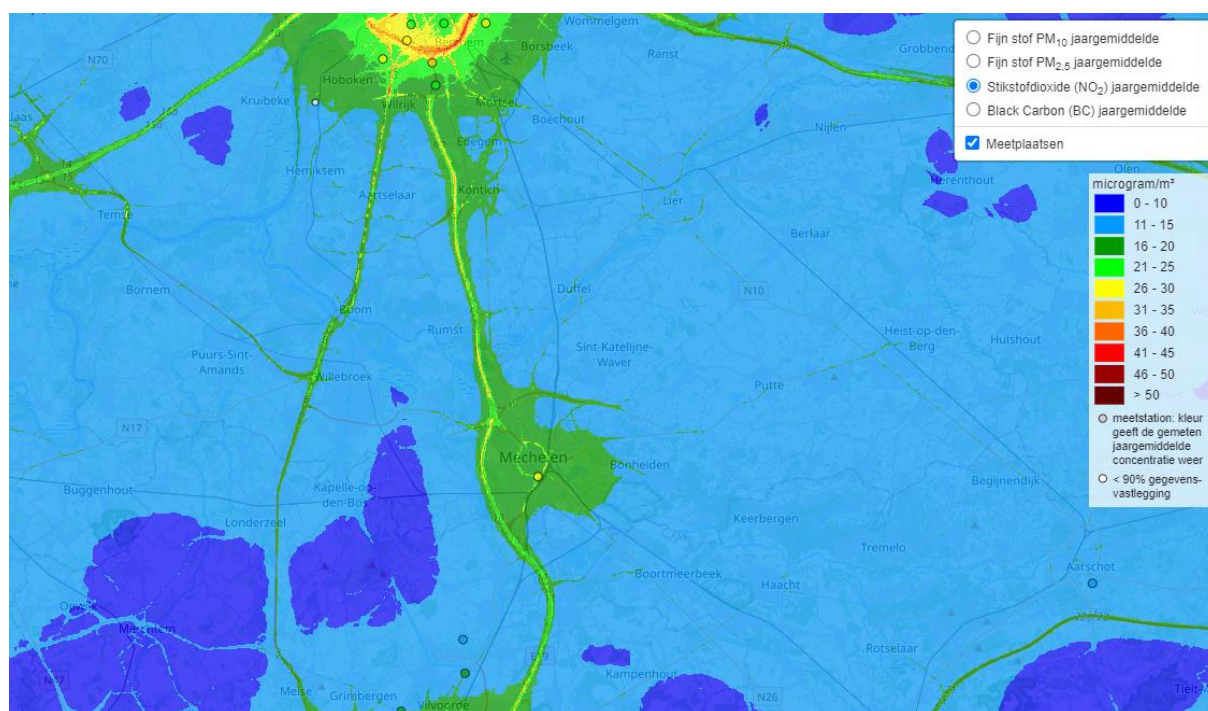 Wommelgem
N70
Berchem
Borsbeek
Ranst
Grobbend
Hoboken
Kruibeke
Wilrijk
Mortsel
Boechout
Nijlen
Edegem
Hemiksem
Aartselaar
Kontich
Lier
Herenthout
Olen
Temse
Berlaar
Bornem
Duffel
N10
Boom
Rumst
Sint-Katelijne-
Waver
Heist-op-den-
Berg
Hulshout
Puurs-Sint-
Amands
Willebroek
Putte
N17
Mechelen
Bonheiden
Buggenhout
Kapelle-op-
den-Bos
Begijnendijk
Londerzeel
Keerbergen
Tremelo
Boortmeerbeek
Haacht
Aarschot
Opwijk
Merchtem
Rotselaar
Kampenhout
Meise
Grimbergen
Vilvoorde
N26
Fijn stof PM₁₀ jaargemiddelde
Fijn stof PM₂,₅ jaargemiddelde
Stikstofdioxide (NO₂) jaargemiddelde
Black Carbon (BC) jaargemiddelde
Meetplaatsen
microgram/m³
0 - 10
11 - 15
16 - 20
21 - 25
26 - 30
31 - 35
36 - 40
41 - 45
46 - 50
> 50
meetstation: kleur
geeft de gemeten
jaargemiddelde
concentratie weer
< 90% gegevens-
vastlegging